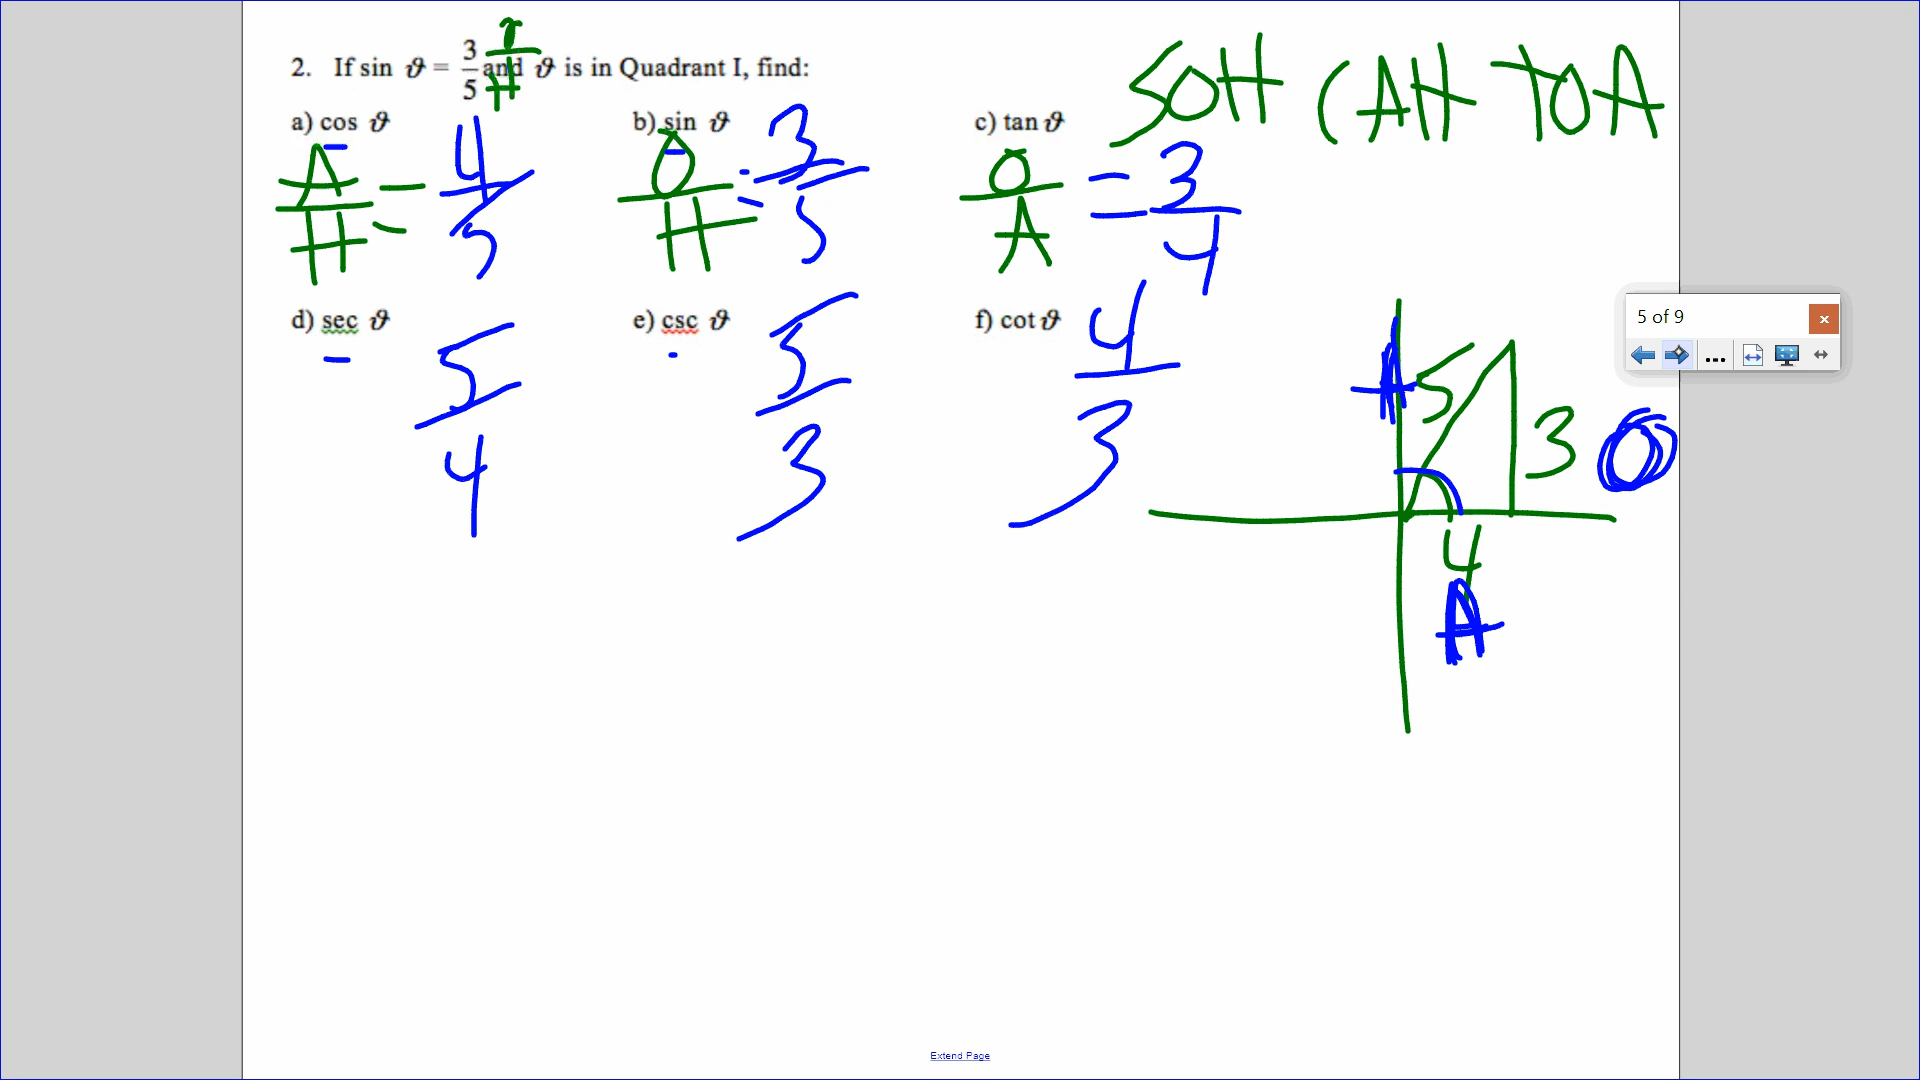 2. If sin ϑ = 3/5 and ϑ is in Quadrant I, find:
O/H
SOH CAH TOA
a) cos ϑ
A/H = 4/5
b) sin ϑ
O/H = 3/5
c) tan ϑ
O/A = 3/4
d) sec ϑ
5/4
e) csc ϑ
5/3
f) cot ϑ
4/3
5 of 9
H 5
3 O
4
A
Extend Page